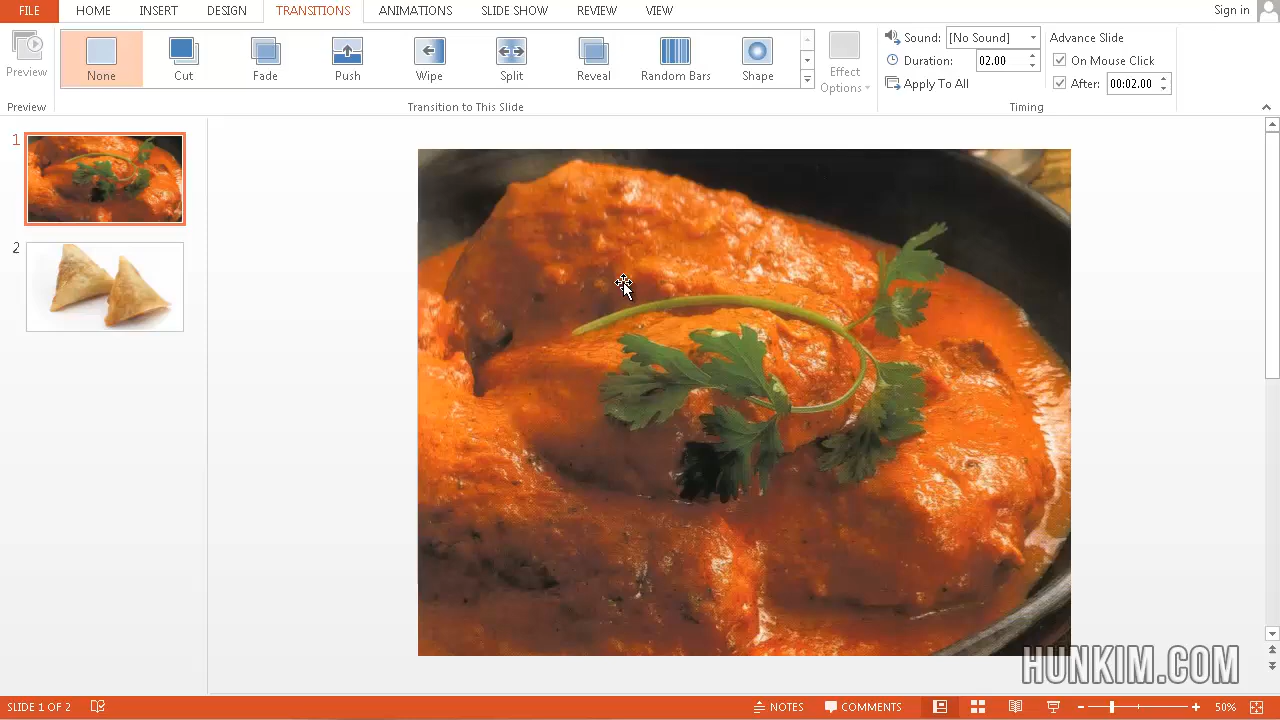 FILE HOME INSERT DESIGN TRANSITIONS ANIMATIONS SLIDE SHOW REVIEW VIEW Sign in
Preview None Cut Fade Push Wipe Split Reveal Random Bars Shape Effect Options
Sound: [No Sound] Advance Slide
Duration: 02.00 On Mouse Click
Apply To All After: 00:02.00
Preview Transition to This Slide Timing
1
2
HUNKIM.COM
SLIDE 1 OF 2 NOTES COMMENTS 50%